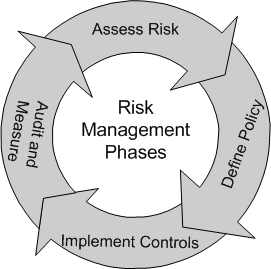 Assess Risk
Risk
Management
Phases
Define Policy
Implement Controls
Audit and
Measure